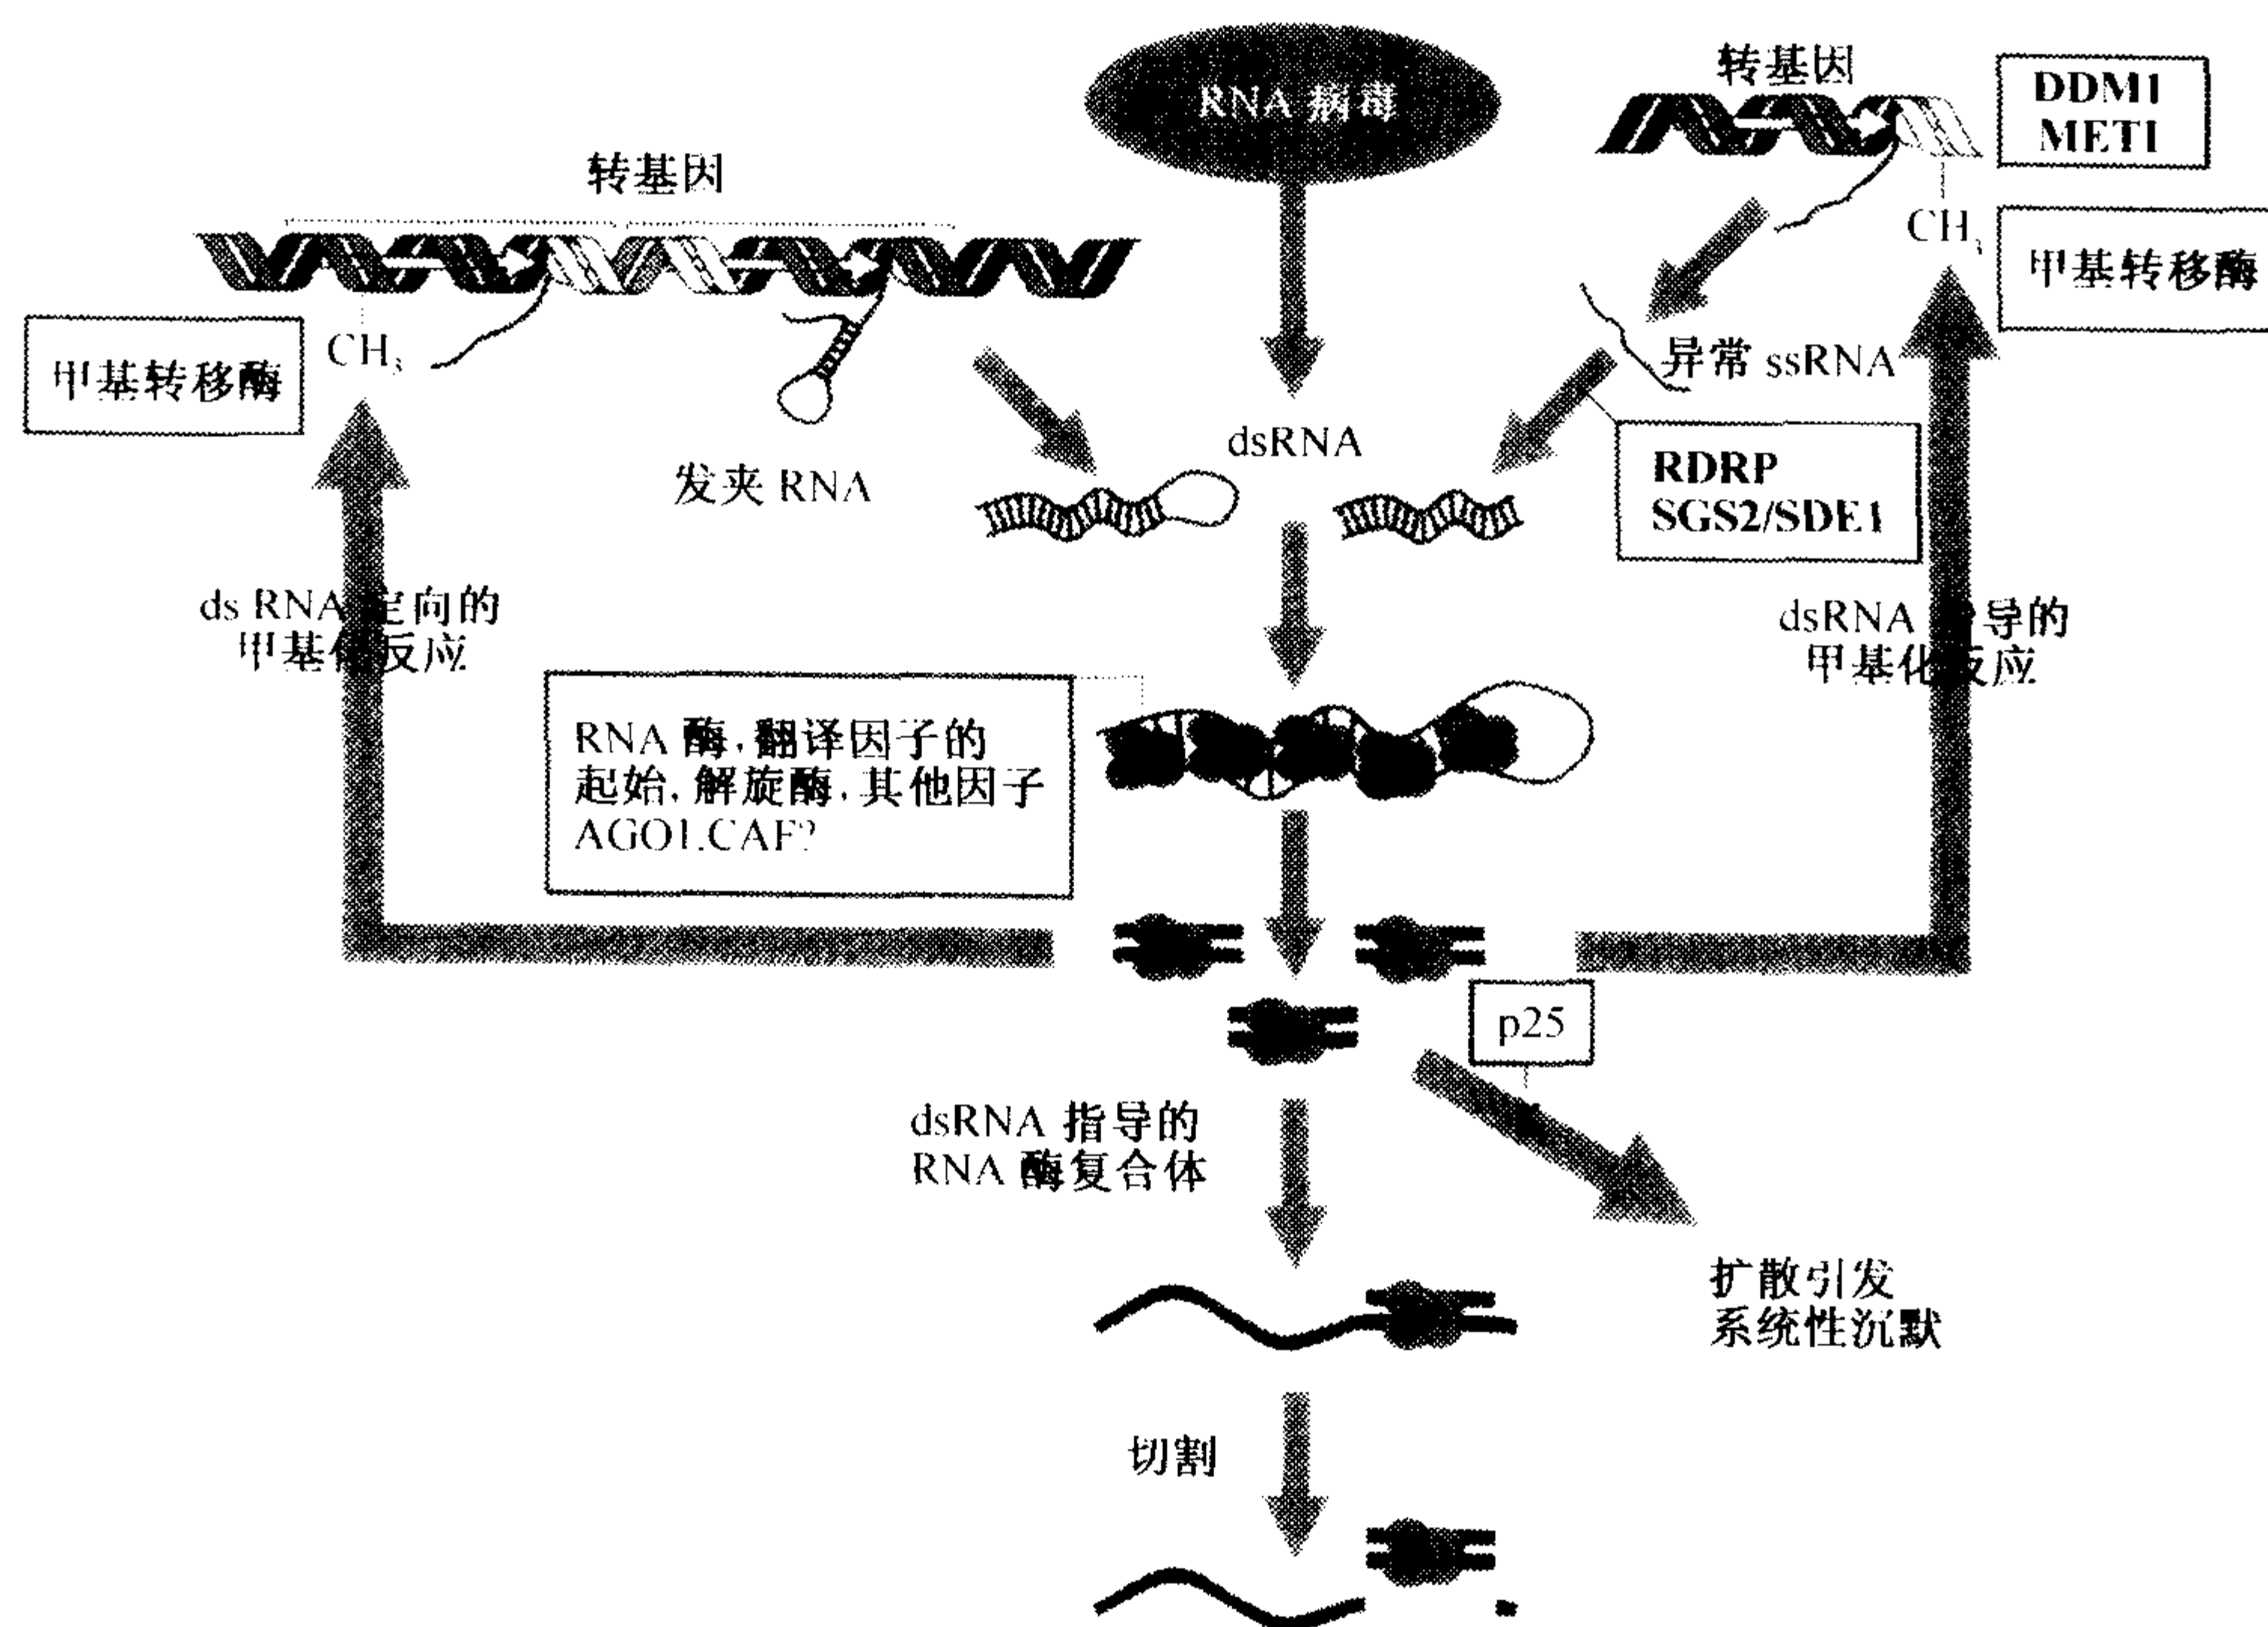 RNA 病毒
转基因
DDM1
MET1
转基因
CH₃
甲基转移酶
CH₃
甲基转移酶
异常 ssRNA
dsRNA
发夹 RNA
RDRP
SGS2/SDE1
ds RNA 定向的
甲基化反应
dsRNA 指导的
甲基化反应
RNA 酶,翻译因子的
起始,解旋酶,其他因子
AGO1.CAF?
p25
dsRNA 指导的
RNA 酶复合体
扩散引发
系统性沉默
切割